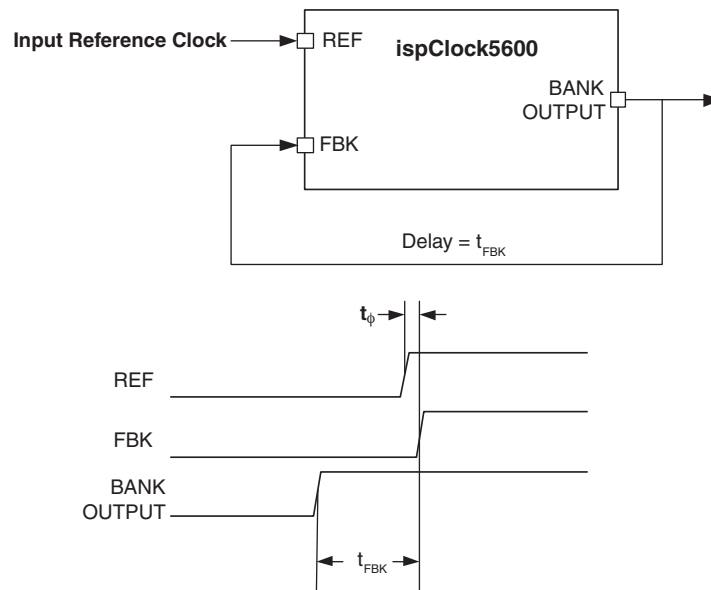 Input Reference Clock
REF
ispClock5600
BANK
OUTPUT
FBK
Delay = tFBK
tϕ
REF
FBK
BANK
OUTPUT
tFBK